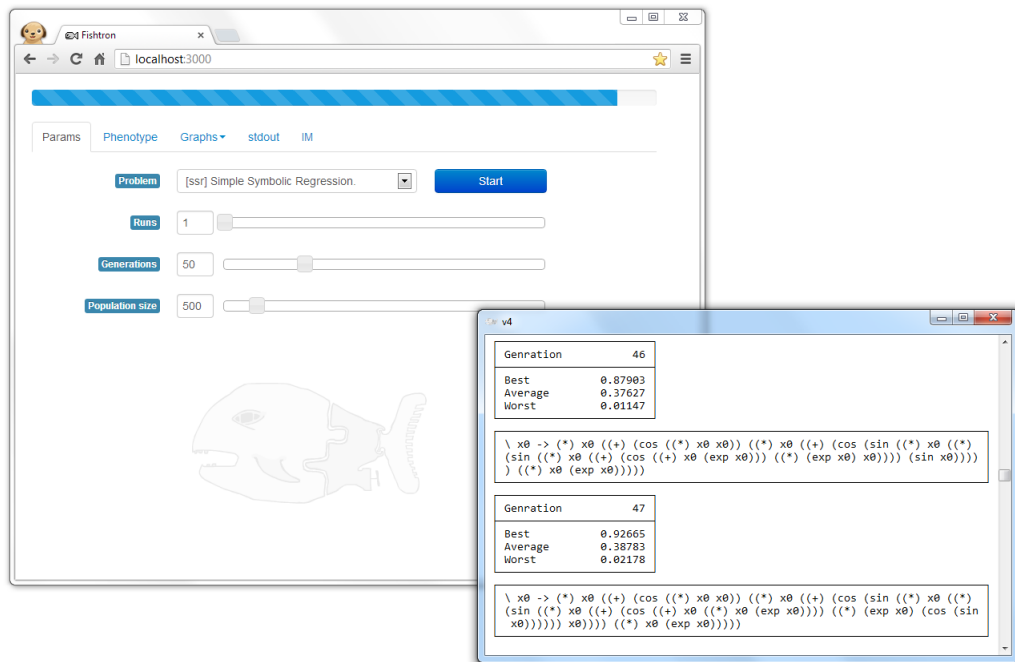 Fishtron
localhost:3000
Params Phenotype Graphs stdout IM
Problem [ssr] Simple Symbolic Regression. Start
Runs 1
Generations 50
Population size 500
v4
Genration 46
Best 0.87903
Average 0.37627
Worst 0.01147
\ x0 -> (*) x0 ((+) (cos ((*) x0 x0)) ((*) x0 ((+) (cos (sin ((*) x0 ((*)
(sin ((*) x0 ((+) (cos ((+) x0 (exp x0))) ((*) (exp x0) x0)))) (sin x0))))
) ((*) x0 (exp x0)))))
Genration 47
Best 0.92665
Average 0.38783
Worst 0.02178
\ x0 -> (*) x0 ((+) (cos ((*) x0 x0)) ((*) x0 ((+) (cos (sin ((*) x0 ((*)
(sin ((*) x0 ((+) (cos ((+) x0 ((*) x0 (exp x0)))) ((*) (exp x0) (cos (sin
x0)))))) x0)))) ((*) x0 (exp x0)))))